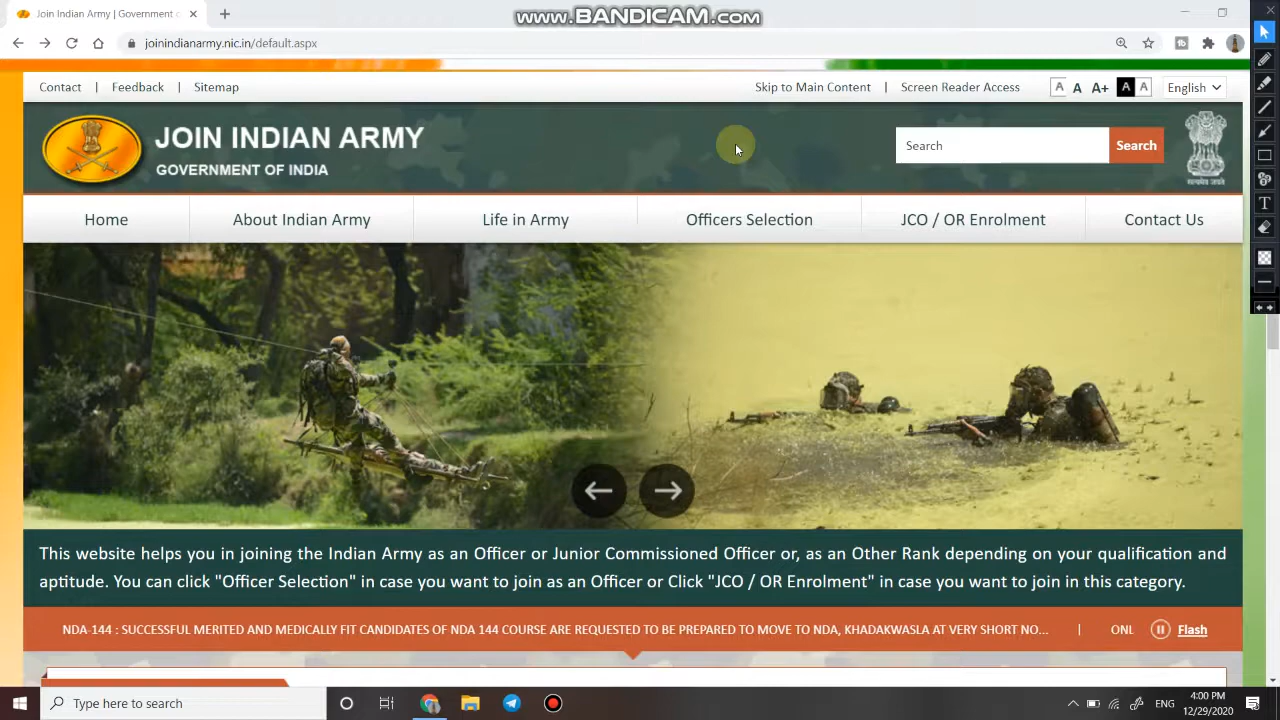 www.BANDICAM.com
Join Indian Army | Government o
joinindianarmy.nic.in/default.aspx
Contact | Feedback | Sitemap
Skip to Main Content | Screen Reader Access
A A A+ A A
English
JOIN INDIAN ARMY
GOVERNMENT OF INDIA
Search
Search
Home
About Indian Army
Life in Army
Officers Selection
JCO / OR Enrolment
Contact Us
This website helps you in joining the Indian Army as an Officer or Junior Commissioned Officer or, as an Other Rank depending on your qualification and
aptitude. You can click "Officer Selection" in case you want to join as an Officer or Click "JCO / OR Enrolment" in case you want to join in this category.
NDA-144 : SUCCESSFUL MERITED AND MEDICALLY FIT CANDIDATES OF NDA 144 COURSE ARE REQUESTED TO BE PREPARED TO MOVE TO NDA, KHADAKWASLA AT VERY SHORT NO... | ONL
Flash
Type here to search
ENG
4:00 PM
12/29/2020